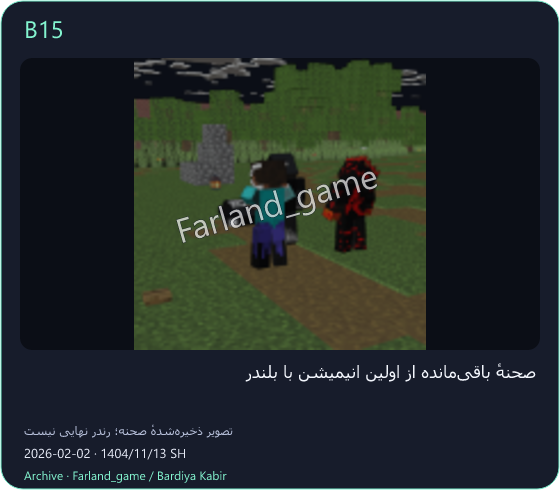 B15
Farland_game
صحنهٔ باقی‌مانده از اولین انیمیشن با بلندر
تصویر ذخیره‌شدهٔ صحنه؛ رندر نهایی نیست
2026-02-02 · 1404/11/13 SH
Archive · Farland_game / Bardiya Kabir